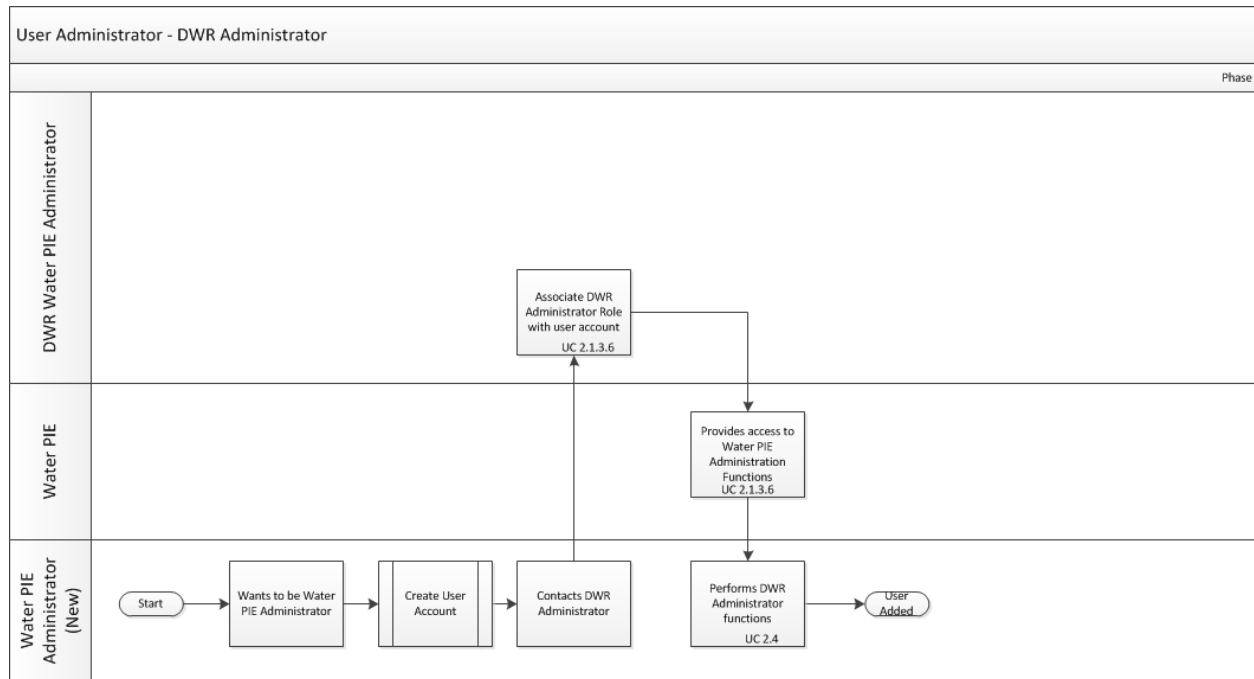 User Administrator - DWR Administrator
Phase
DWR Water PIE Administrator
Associate DWR
Administrator Role
with user account
UC 2.1.3.6
Water PIE
Provides access to
Water PIE
Administration
Functions
UC 2.1.3.6
Water PIE
Administrator
(New)
Start
Wants to be Water
PIE Administrator
Create User
Account
Contacts DWR
Administrator
Performs DWR
Administrator
functions
UC 2.4
User
Added